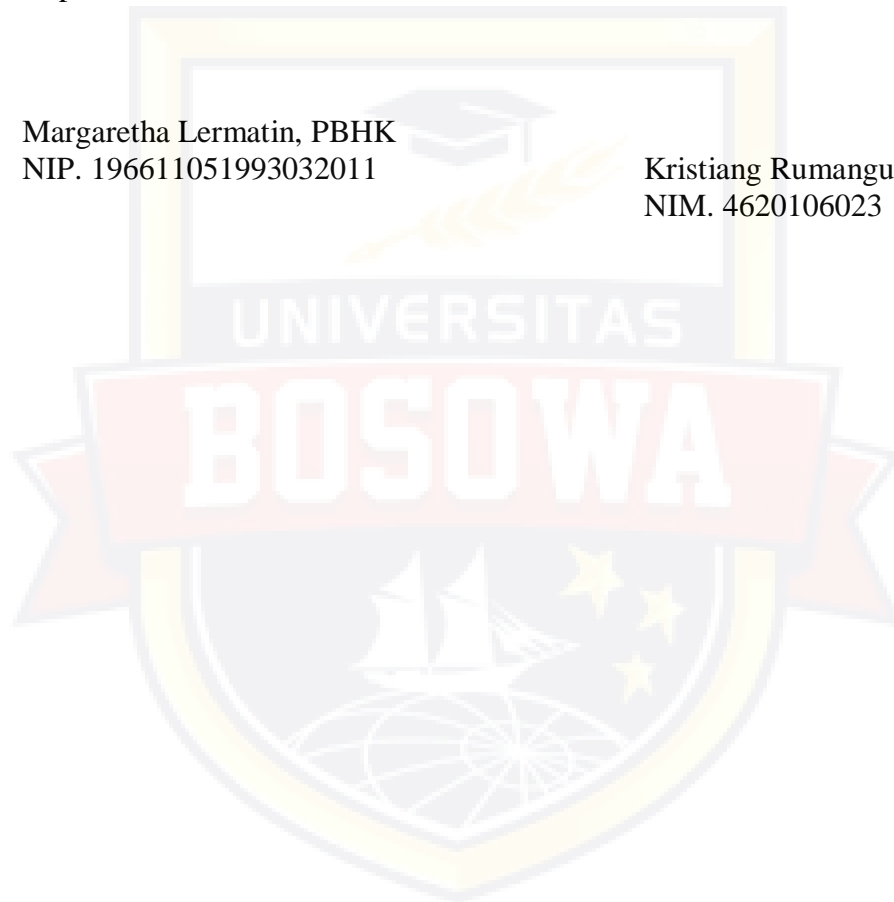 Margaretha Lermatin, PBHK
NIP. 196611051993032011
Kristiang Rumangu
NIM. 4620106023
UNIVERSITAS
BOSOWA